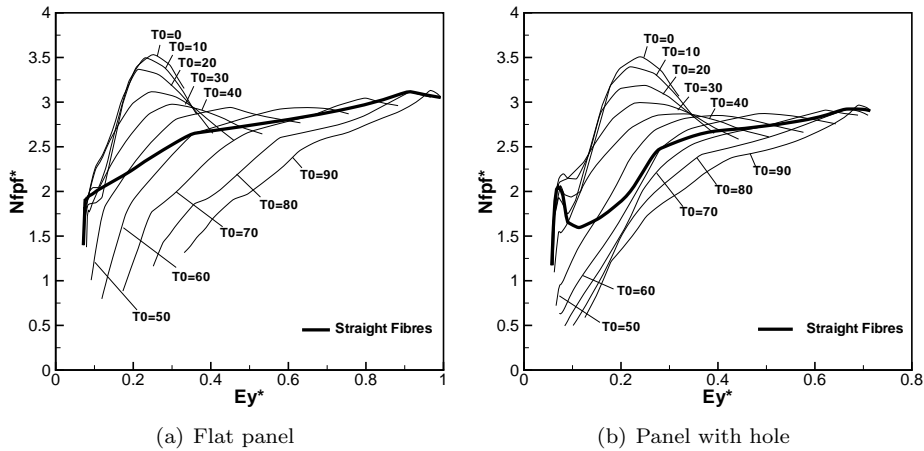 4
3.5
3
2.5
2
1.5
1
0.5
0
0 0.2 0.4 0.6 0.8 1
Nfpf*
Ey*
T0=0
T0=10
T0=20
T0=30
T0=40
T0=90
T0=80
T0=70
T0=60
T0=50
Straight Fibres
(a) Flat panel
4
3.5
3
2.5
2
1.5
1
0.5
0
0 0.2 0.4 0.6 0.8
Nfpf*
Ey*
T0=0
T0=10
T0=20
T0=30
T0=40
T0=90
T0=80
T0=70
T0=60
T0=50
Straight Fibres
(b) Panel with hole